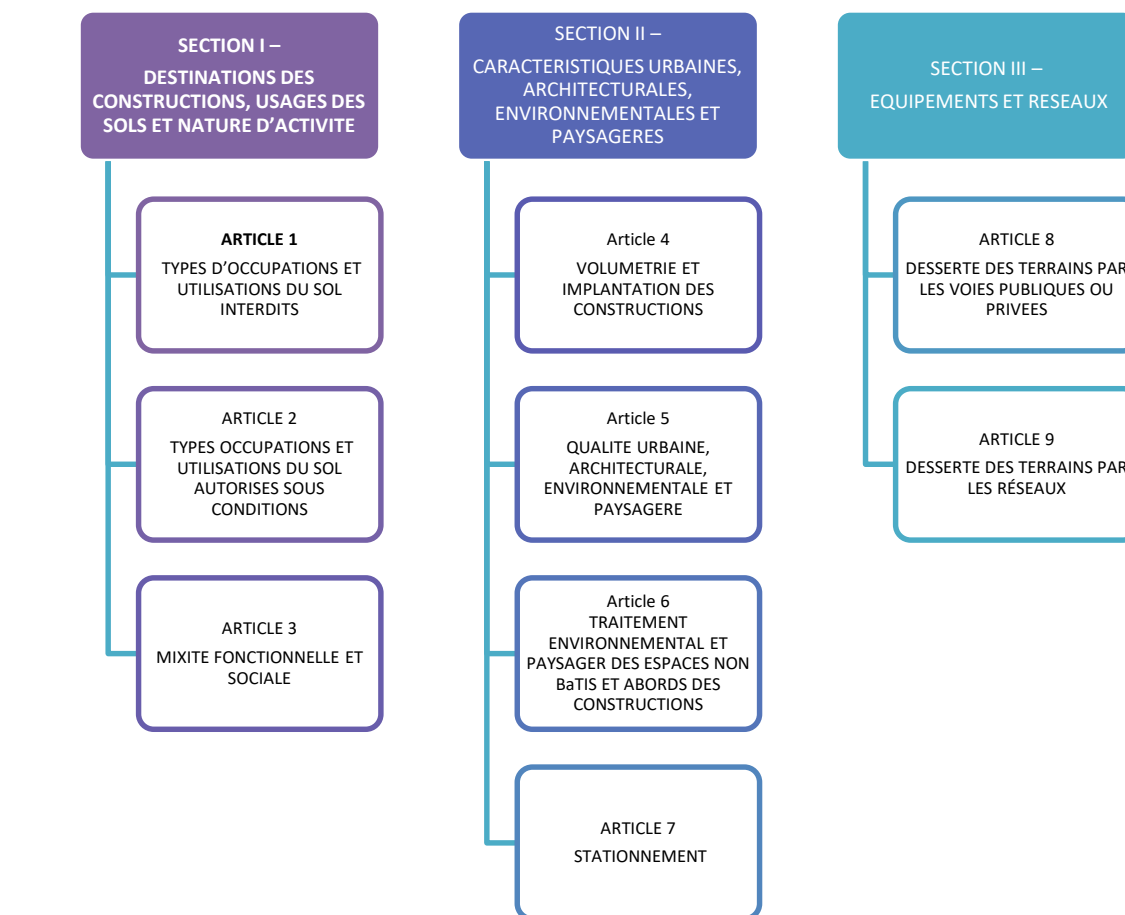 SECTION I –
DESTINATIONS DES
CONSTRUCTIONS, USAGES DES
SOLS ET NATURE D'ACTIVITE
ARTICLE 1
TYPES D'OCCUPATIONS ET
UTILISATIONS DU SOL
INTERDITS
ARTICLE 2
TYPES OCCUPATIONS ET
UTILISATIONS DU SOL
AUTORISES SOUS
CONDITIONS
ARTICLE 3
MIXITE FONCTIONNELLE ET
SOCIALE
SECTION II –
CARACTERISTIQUES URBAINES,
ARCHITECTURALES,
ENVIRONNEMENTALES ET
PAYSAGERES
Article 4
VOLUMETRIE ET
IMPLANTATION DES
CONSTRUCTIONS
Article 5
QUALITE URBAINE,
ARCHITECTURALE,
ENVIRONNEMENTALE ET
PAYSAGERE
Article 6
TRAITEMENT
ENVIRONNEMENTAL ET
PAYSAGER DES ESPACES NON
BaTIS ET ABORDS DES
CONSTRUCTIONS
ARTICLE 7
STATIONNEMENT
SECTION III –
EQUIPEMENTS ET RESEAUX
ARTICLE 8
DESSERTE DES TERRAINS PAR
LES VOIES PUBLIQUES OU
PRIVEES
ARTICLE 9
DESSERTE DES TERRAINS PAR
LES RÉSEAUX